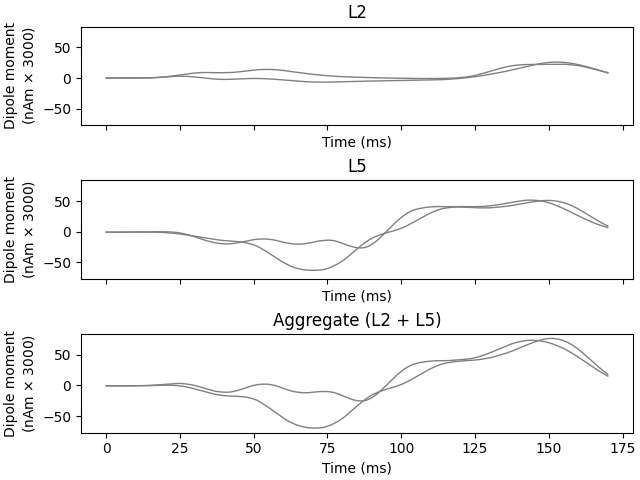 L2
Dipole moment
(nAm × 3000)
50
0
−50
Time (ms)
L5
Dipole moment
(nAm × 3000)
50
0
−50
Time (ms)
Aggregate (L2 + L5)
Dipole moment
(nAm × 3000)
50
0
−50
0 25 50 75 100 125 150 175
Time (ms)